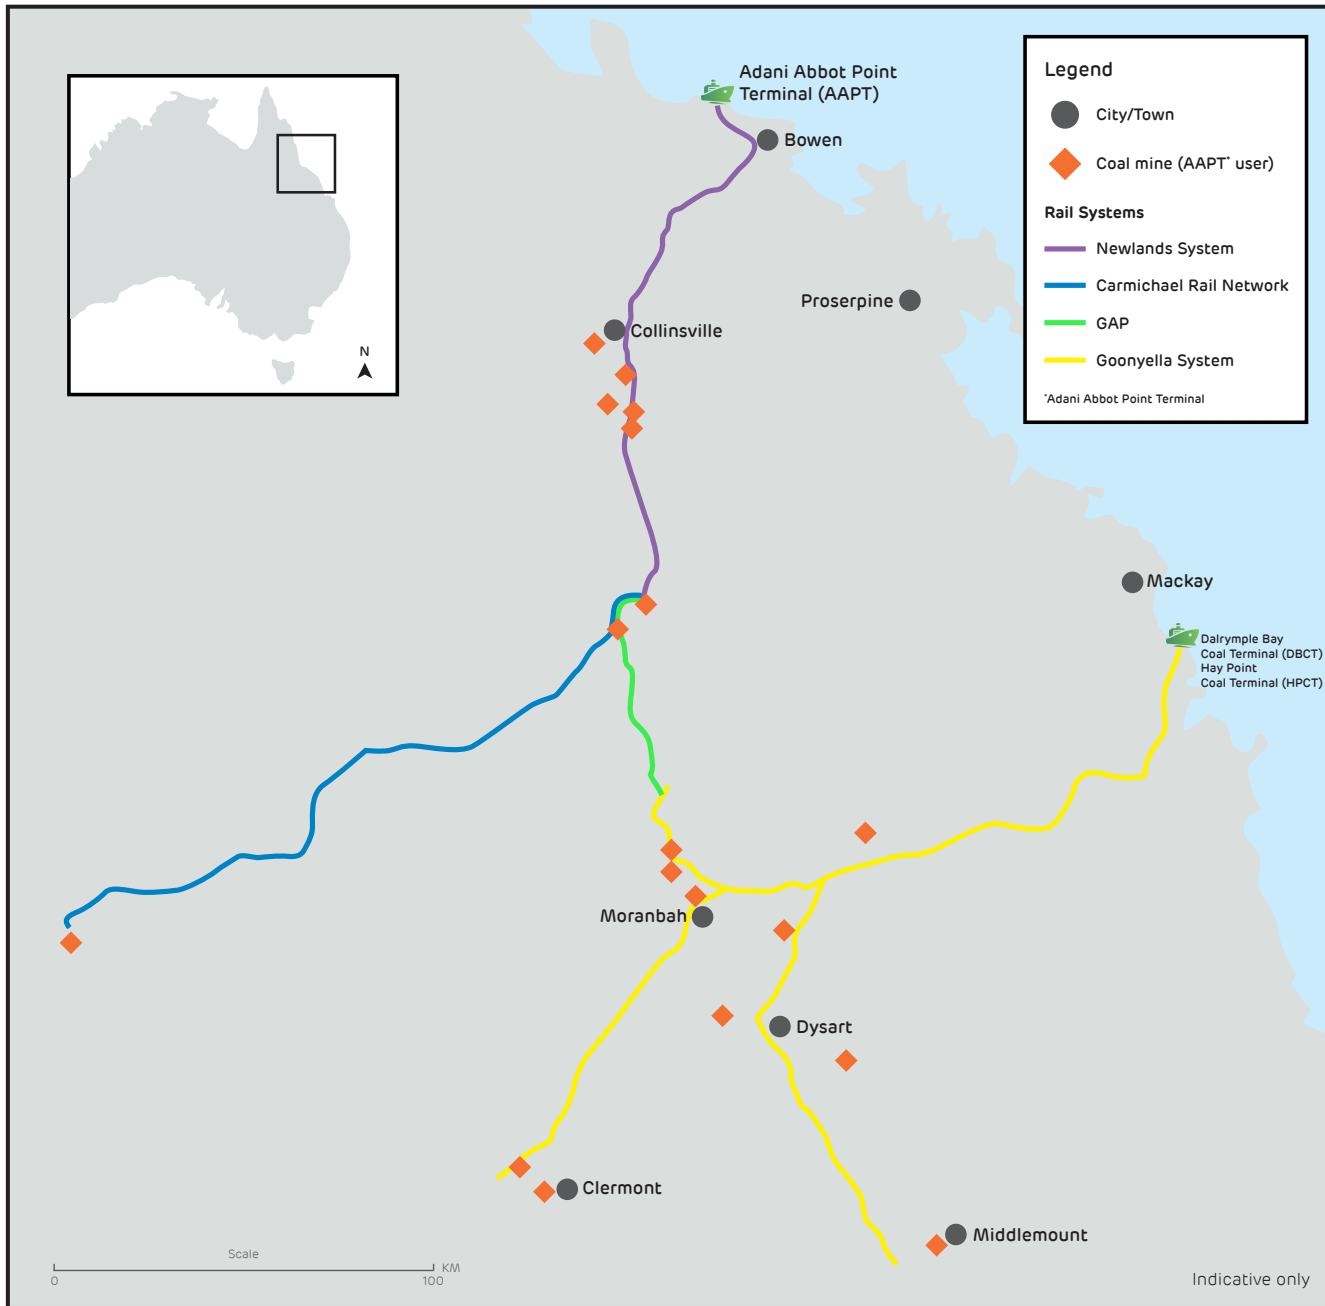 Adani Abbot Point
Terminal (AAPT)
Bowen
Proserpine
Collinsville
Mackay
Dalrymple Bay
Coal Terminal (DBCT)
Hay Point
Coal Terminal (HPCT)
Moranbah
Dysart
Clermont
Middlemount
N
Legend
City/Town
Coal mine (AAPT* user)
Rail Systems
Newlands System
Carmichael Rail Network
GAP
Goonyella System
*Adani Abbot Point Terminal
Scale
KM
0 100
Indicative only